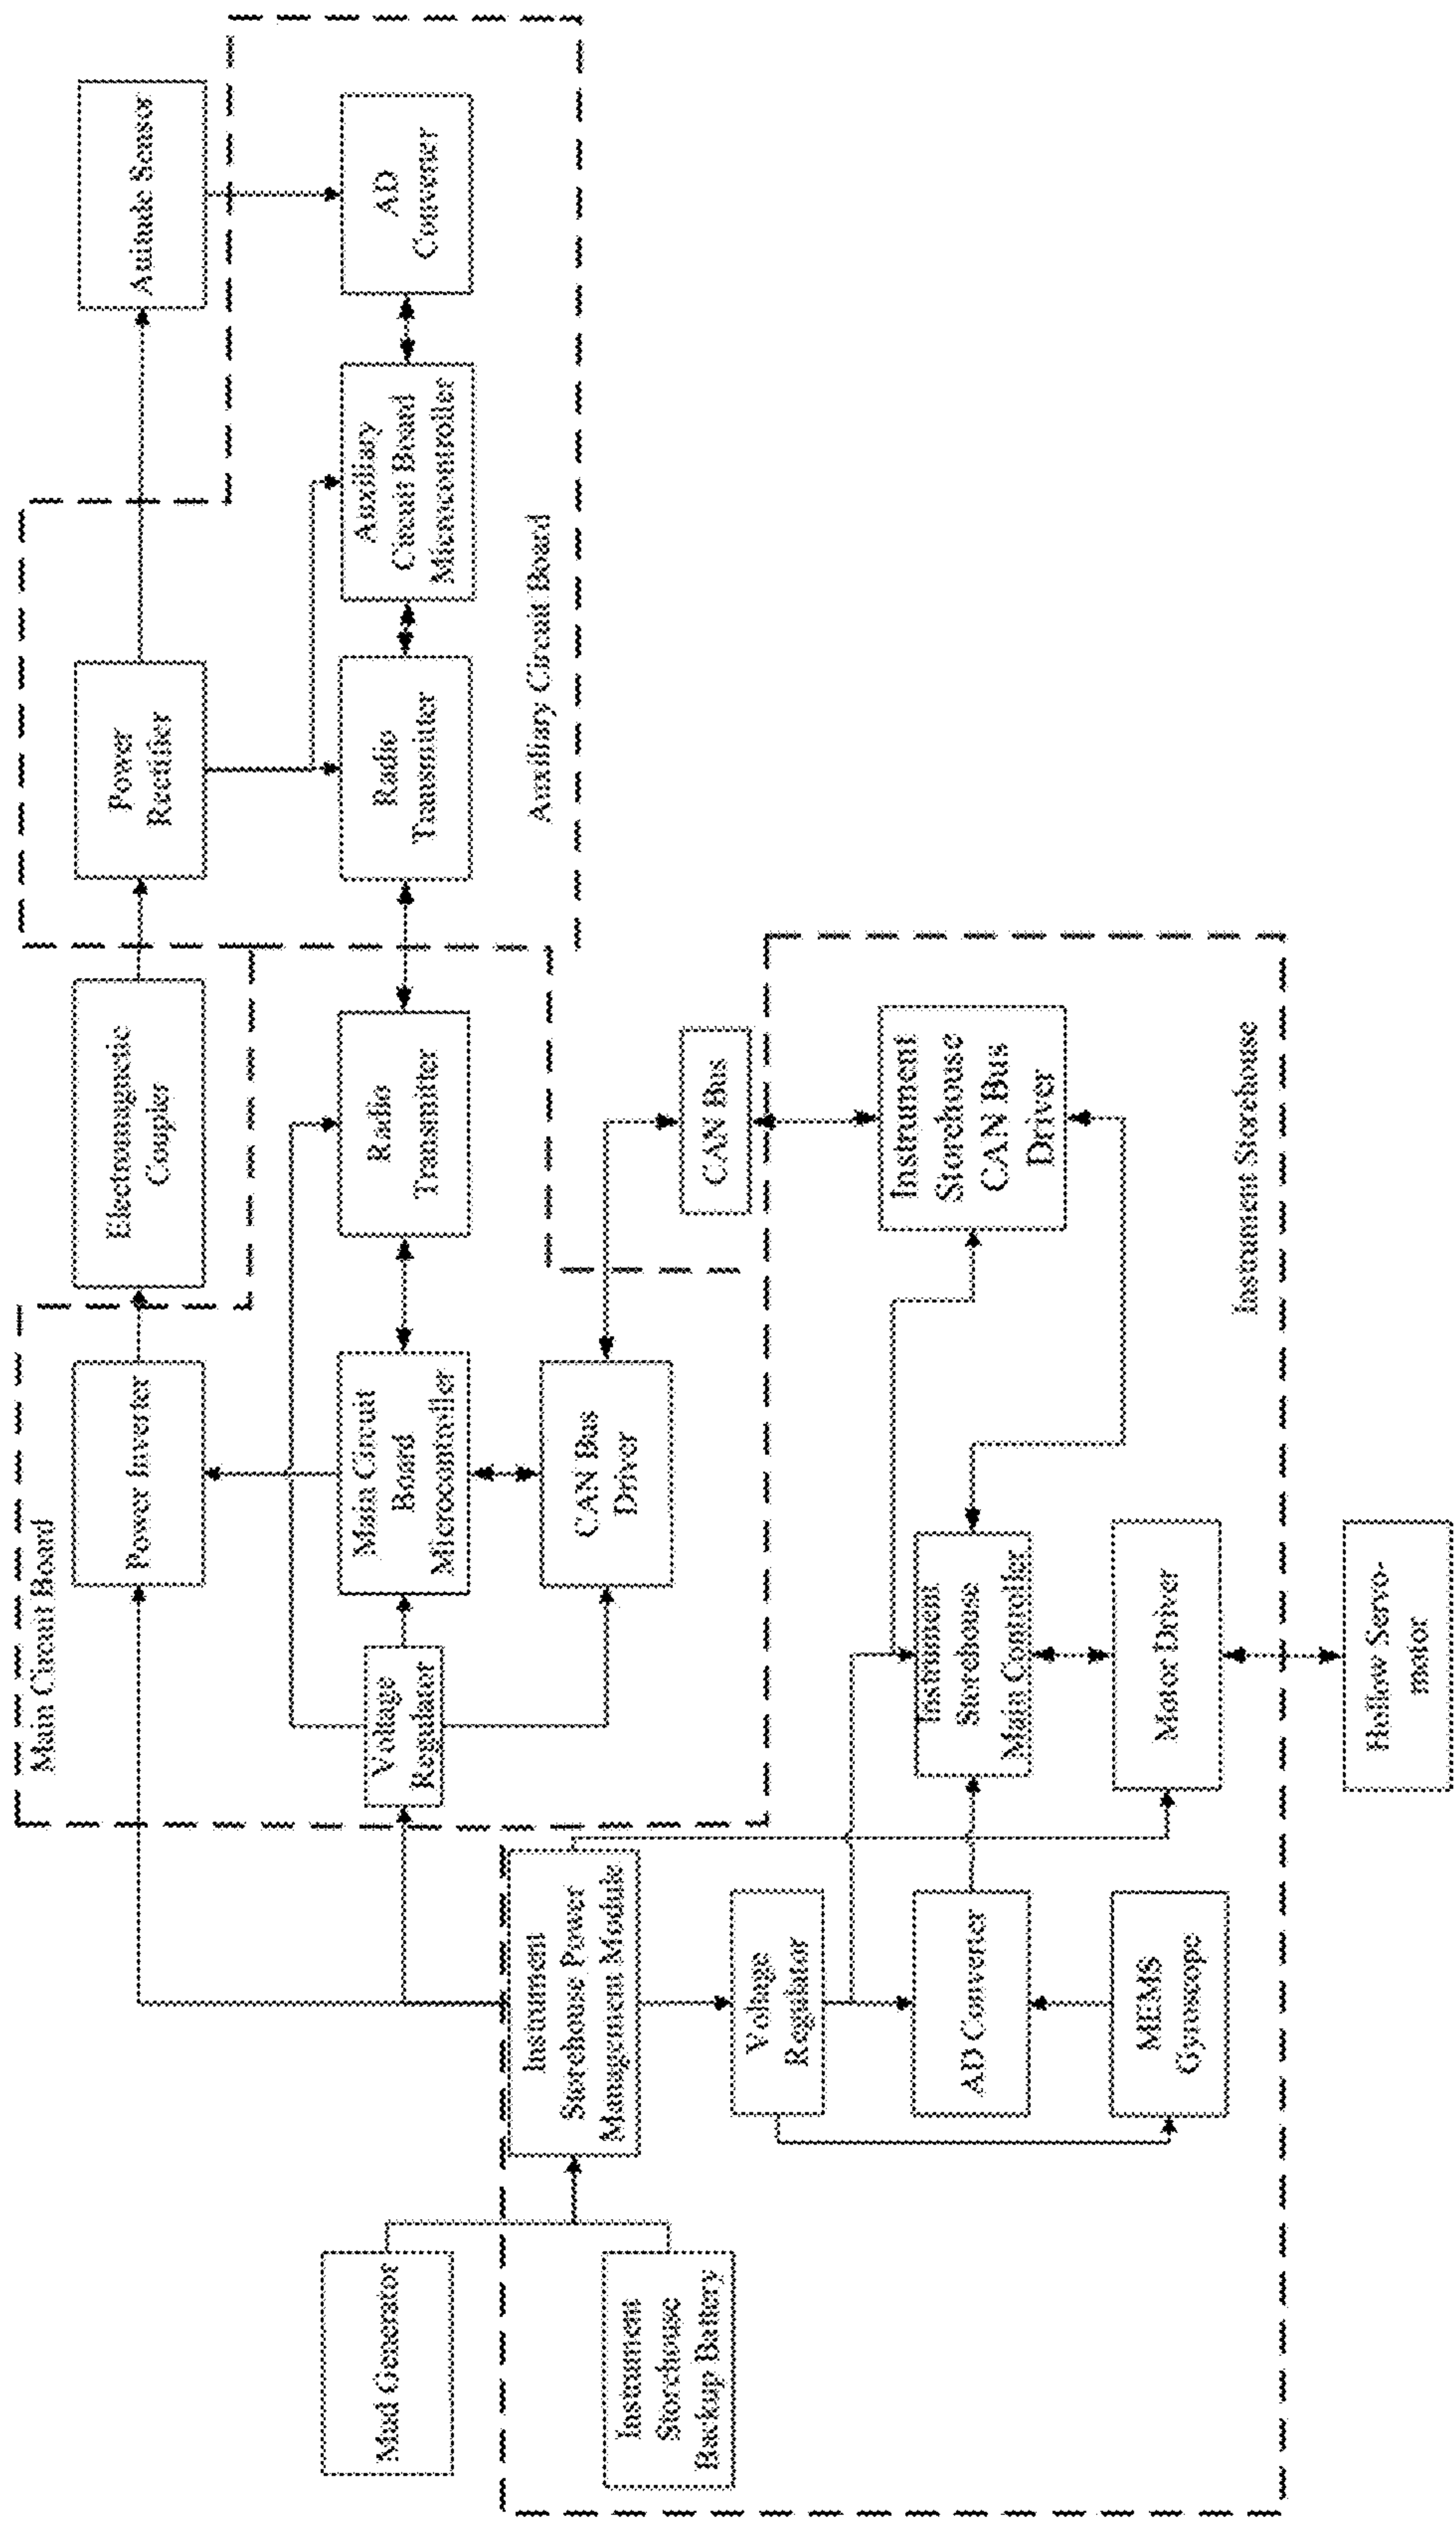 Main Circuit Board
Power Inverter
Electromagnetic
Coupler
Power
Rectifier
Attitude Sensor
Mud Generator
Voltage
Regulator
Main Circuit
Board
Microcontroller
Radio
Transmitter
Radio
Transmitter
Auxiliary
Circuit Board
Microcontroller
AD
Converter
CAN Bus
Driver
Auxiliary Circuit Board
Instrument
Storehouse
Backup Battery
Instrument
Storehouse Power
Management Module
CAN Bus
Voltage
Regulator
AD Converter
Instrument
Storehouse
Main Controller
Instrument
Storehouse
CAN Bus
Driver
MEMS
Gyroscope
Motor Driver
Instrument Storehouse
Hollow Servo-
motor